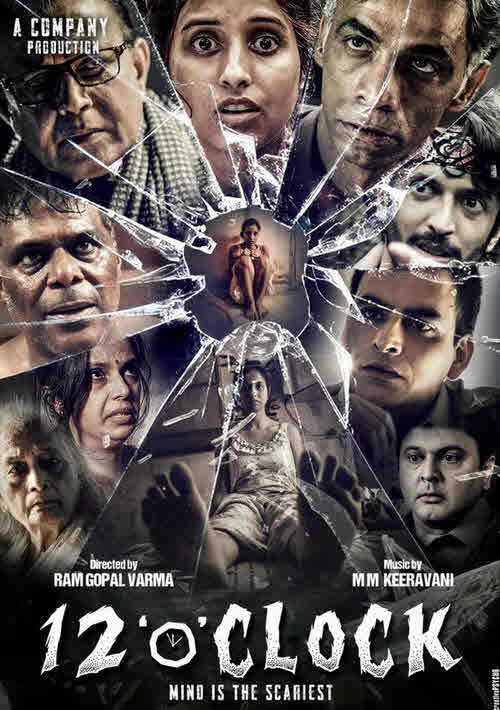 A COMPANY
PRODUCTION
Directed by
RAM GOPAL VARMA
Music by
M M KEERAVANI
12 'O' CLOCK
MIND IS THE SCARIEST